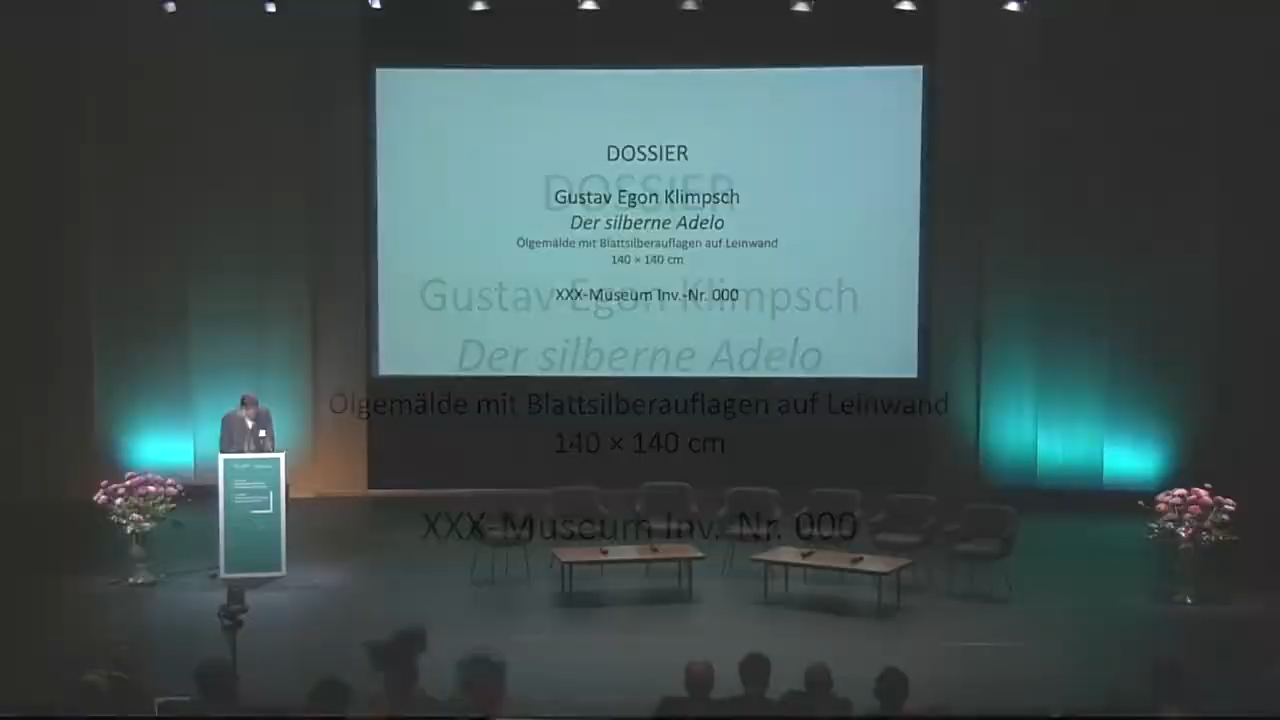 DOSSIER
Gustav Egon Klimpsch
Der silberne Adelo
Ölgemälde mit Blattsilberauflagen auf Leinwand
140 × 140 cm
XXX-Museum Inv.-Nr. 000
DOSSIER
Gustav Egon Klimpsch
Der silberne Adelo
Ölgemälde mit Blattsilberauflagen auf Leinwand
140 × 140 cm
XXX-Museum Inv.-Nr. 000